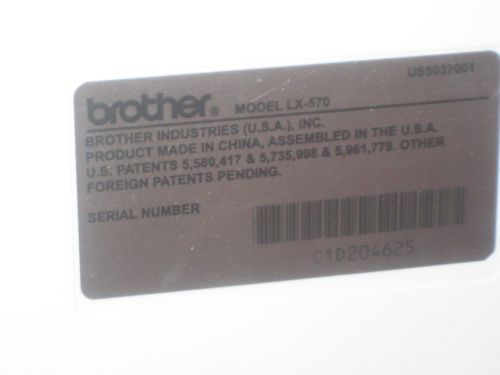 US5037001
brother® MODEL LX-570
BROTHER INDUSTRIES (U.S.A.), INC.
PRODUCT MADE IN CHINA, ASSEMBLED IN THE U.S.A.
U.S. PATENTS 5,580,417 & 5,735,998 & 5,961,779. OTHER
FOREIGN PATENTS PENDING.
SERIAL NUMBER
C1D204625